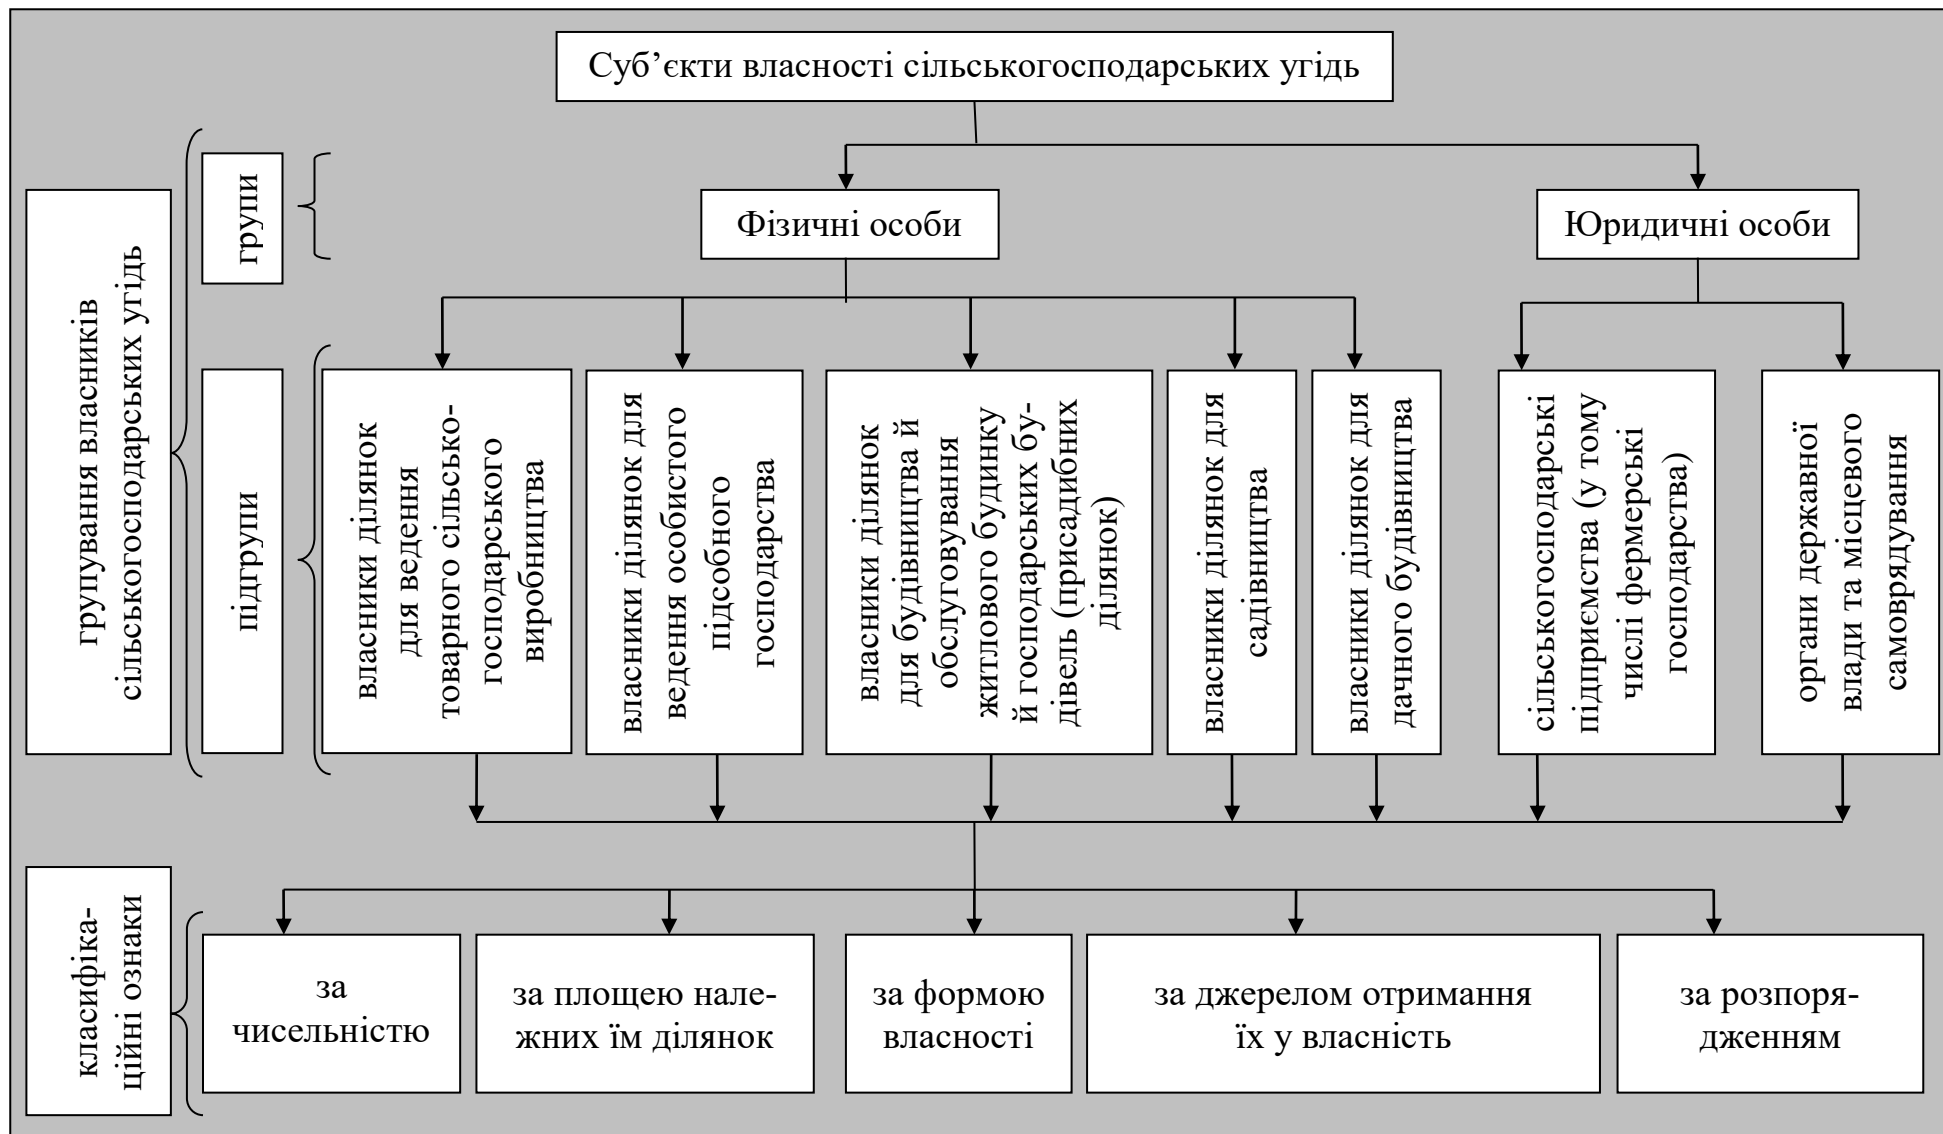 Суб’єкти власності сільськогосподарських угідь
групування власників
сільськогосподарських угідь
групи
Фізичні особи
Юридичні особи
підгрупи
власники ділянок
для ведення
товарного сільсько-
господарського
виробництва
власники ділянок для
ведення особистого
підсобного
господарства
власники ділянок
для будівництва й
обслуговування
житлового будинку
й господарських бу-
дівель (присадибних
ділянок)
власники ділянок для
садівництва
власники ділянок для
дачного будівництва
сільськогосподарські
підприємства (у тому
числі фермерські
господарства)
органи державної
влади та місцевого
самоврядування
класифіка-
ційні ознаки
за
чисельністю
за площею нале-
жних їм ділянок
за формою
власності
за джерелом отримання
їх у власність
за розпоря-
дженням